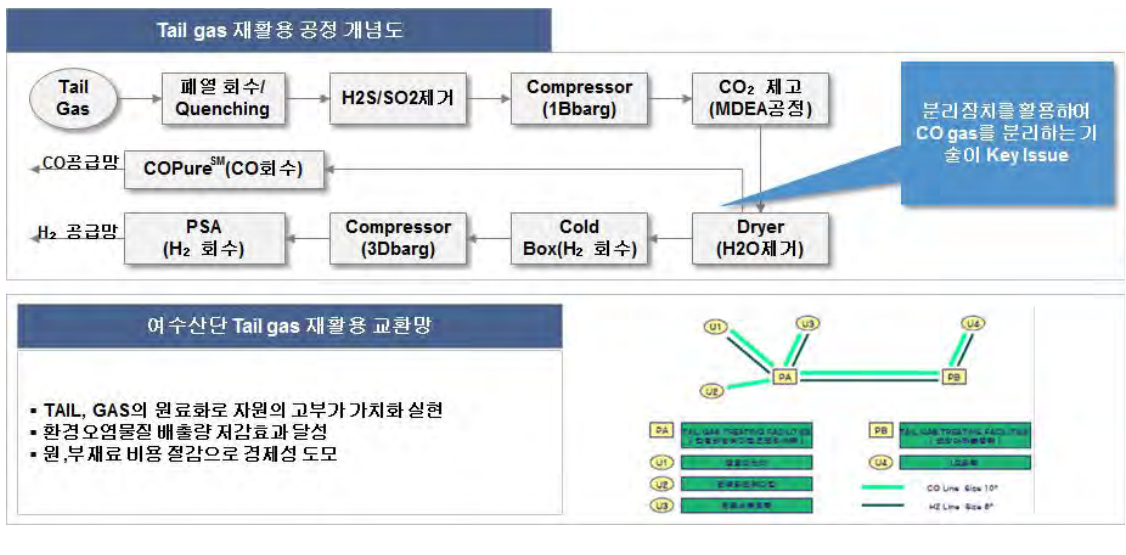 Tail gas 재활용 공정 개념도
Tail
Gas
폐열 회수/
Quenching
H2S/SO2제거
Compressor
(1Bbarg)
CO₂ 제고
(MDEA공정)
분리장치를 활용하여
CO gas를 분리하는 기
술이 Key Issue
CO공급망
COPure℠(CO회수)
H₂ 공급망
PSA
(H₂ 회수)
Compressor
(3Dbarg)
Cold
Box(H₂ 회수)
Dryer
(H2O제거)
여수산단 Tail gas 재활용 교환망
▪ TAIL, GAS의 원료화로 자원의 고부가 가치화 실현
▪ 환경오염물질 배출량 저감효과 달성
▪ 원,부재료 비용 절감으로 경제성 도모
U1
U3
U4
PA
PB
U2
PA
TAIL GAS TREATING FACILITIES
PB
TAIL GAS TREATING FACILITIES
U1
U4
U2
CO Line Size 10"
U3
H2 Line Size 8"